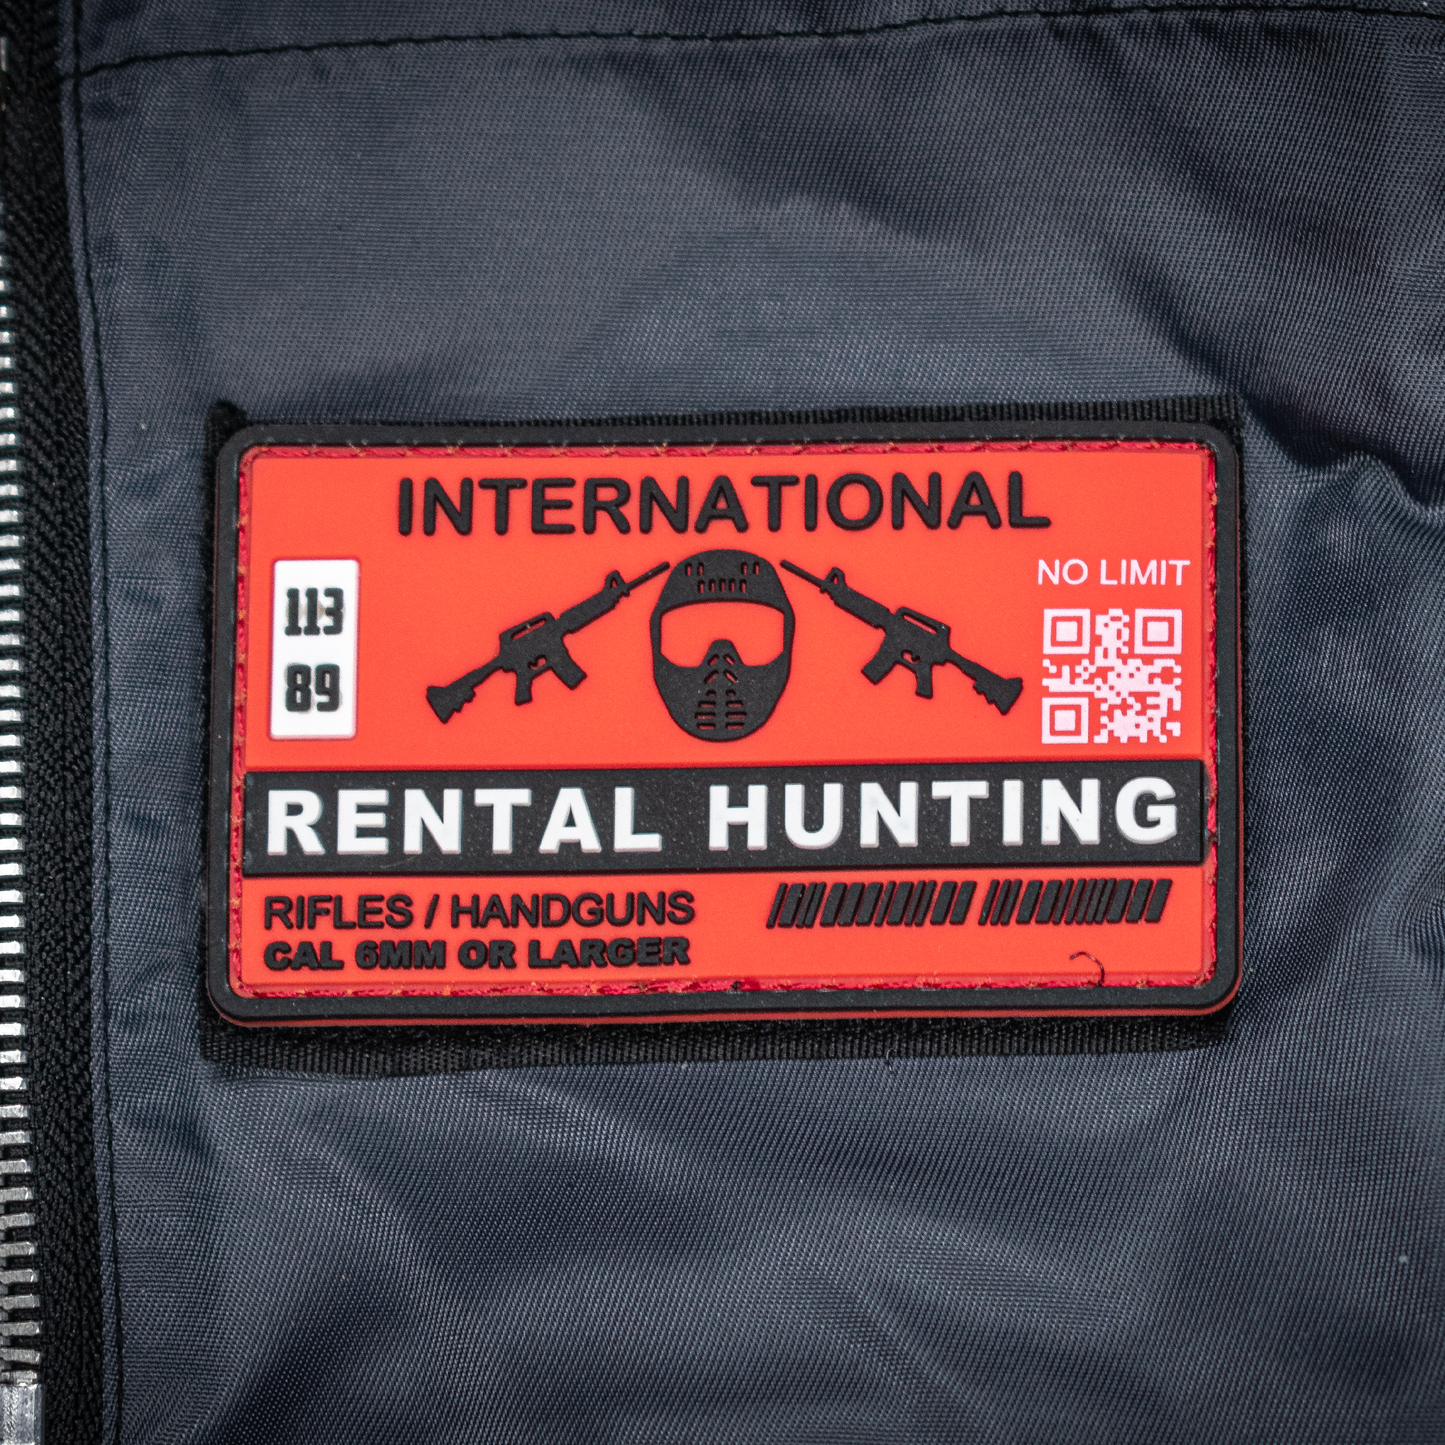 INTERNATIONAL
113
89
NO LIMIT
RENTAL HUNTING
RIFLES / HANDGUNS
CAL 6MM OR LARGER